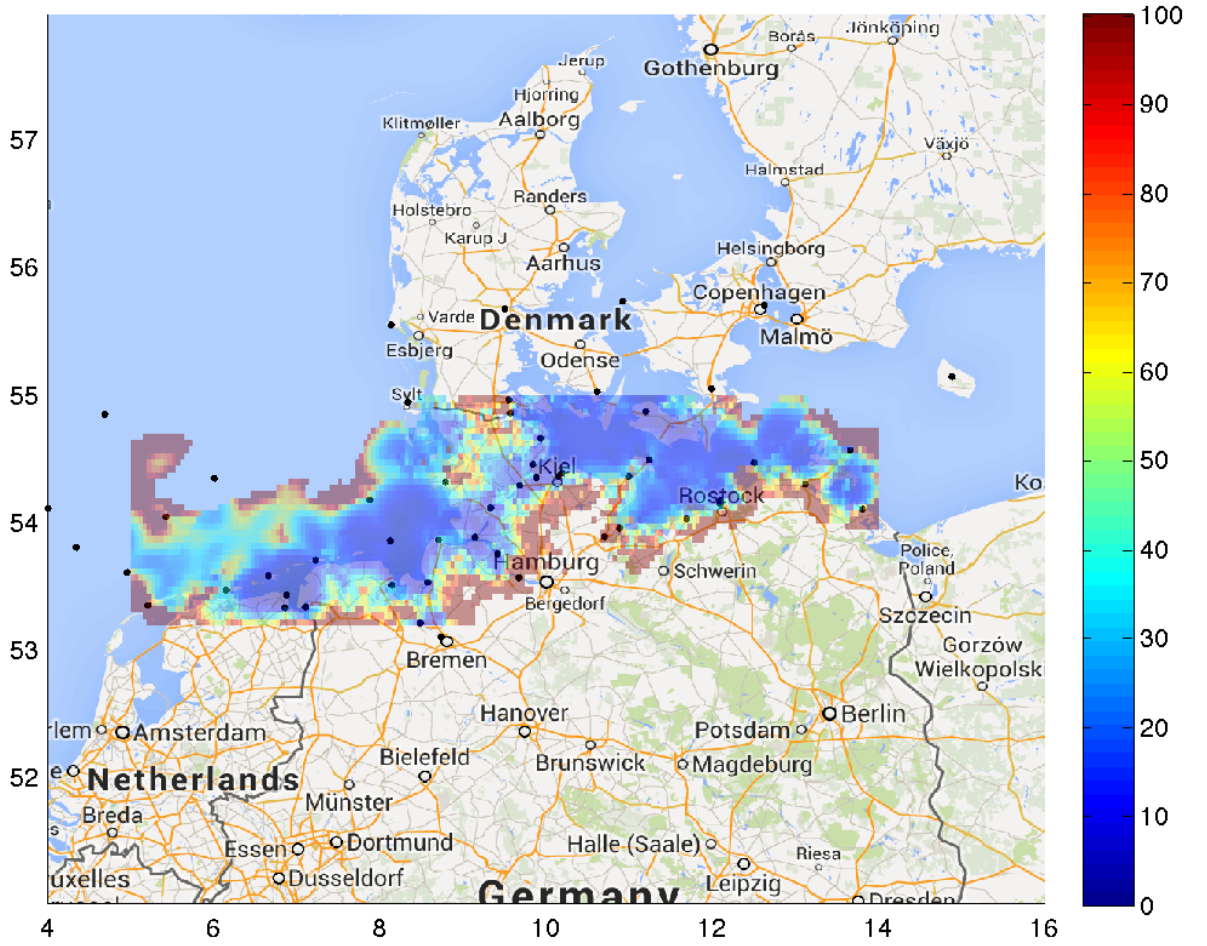 Jönköping
Borås
Gothenburg
Jerup
Hjorring
Aalborg
Klitmøller
57
Växjö
Halmstad
Randers
Holstebro
Karup J
Helsingborg
56
Aarhus
Copenhagen
Varde
Denmark
Malmö
Esbjerg
Odense
55
Sylt
Kiel
Ko
Rostock
54
Hamburg
Schwerin
Police,
Poland
Bergedorf
Szczecin
53
Bremen
Gorzów
Wielkopolski
Hanover
Berlin
rlem
Amsterdam
Potsdam
Bielefeld
Brunswick
Magdeburg
e
52
Netherlands
Münster
Breda
s
Dortmund
Essen
Halle (Saale)
Riesa
uxelles
Dusseldorf
Leipzig
Germany
Dresden
4
6
8
10
12
14
16
100
90
80
70
60
50
40
30
20
10
0